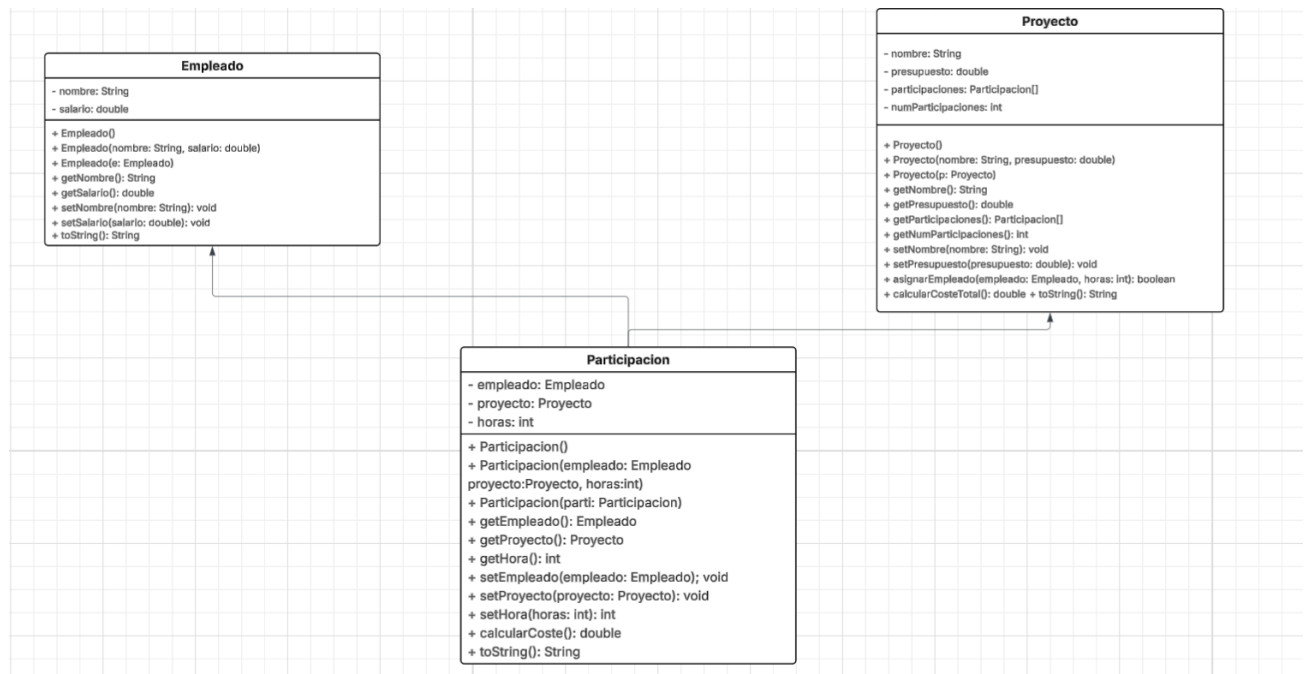 Empleado
- nombre: String
- salario: double
+ Empleado()
+ Empleado(nombre: String, salario: double)
+ Empleado(e: Empleado)
+ getNombre(): String
+ getSalario(): double
+ setNombre(nombre: String): void
+ setSalario(salario: double): void
+ toString(): String
Proyecto
- nombre: String
- presupuesto: double
- participaciones: Participacion[]
- numParticipaciones: int
+ Proyecto()
+ Proyecto(nombre: String, presupuesto: double)
+ Proyecto(p: Proyecto)
+ getNombre(): String
+ getPresupuesto(): double
+ getParticipaciones(): Participacion[]
+ getNumParticipaciones(): int
+ setNombre(nombre: String): void
+ setPresupuesto(presupuesto: double): void
+ asignarEmpleado(empleado: Empleado, horas: int): boolean
+ calcularCosteTotal(): double + toString(): String
Participacion
- empleado: Empleado
- proyecto: Proyecto
- horas: int
+ Participacion()
+ Participacion(empleado: Empleado
proyecto:Proyecto, horas:int)
+ Participacion(parti: Participacion)
+ getEmpleado(): Empleado
+ getProyecto(): Proyecto
+ getHora(): int
+ setEmpleado(empleado: Empleado); void
+ setProyecto(proyecto: Proyecto): void
+ setHora(horas: int): int
+ calcularCoste(): double
+ toString(): String